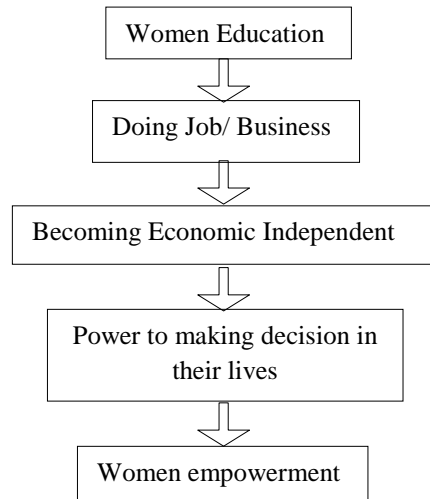 Women Education
Doing Job/ Business
Becoming Economic Independent
Power to making decision in
their lives
Women empowerment